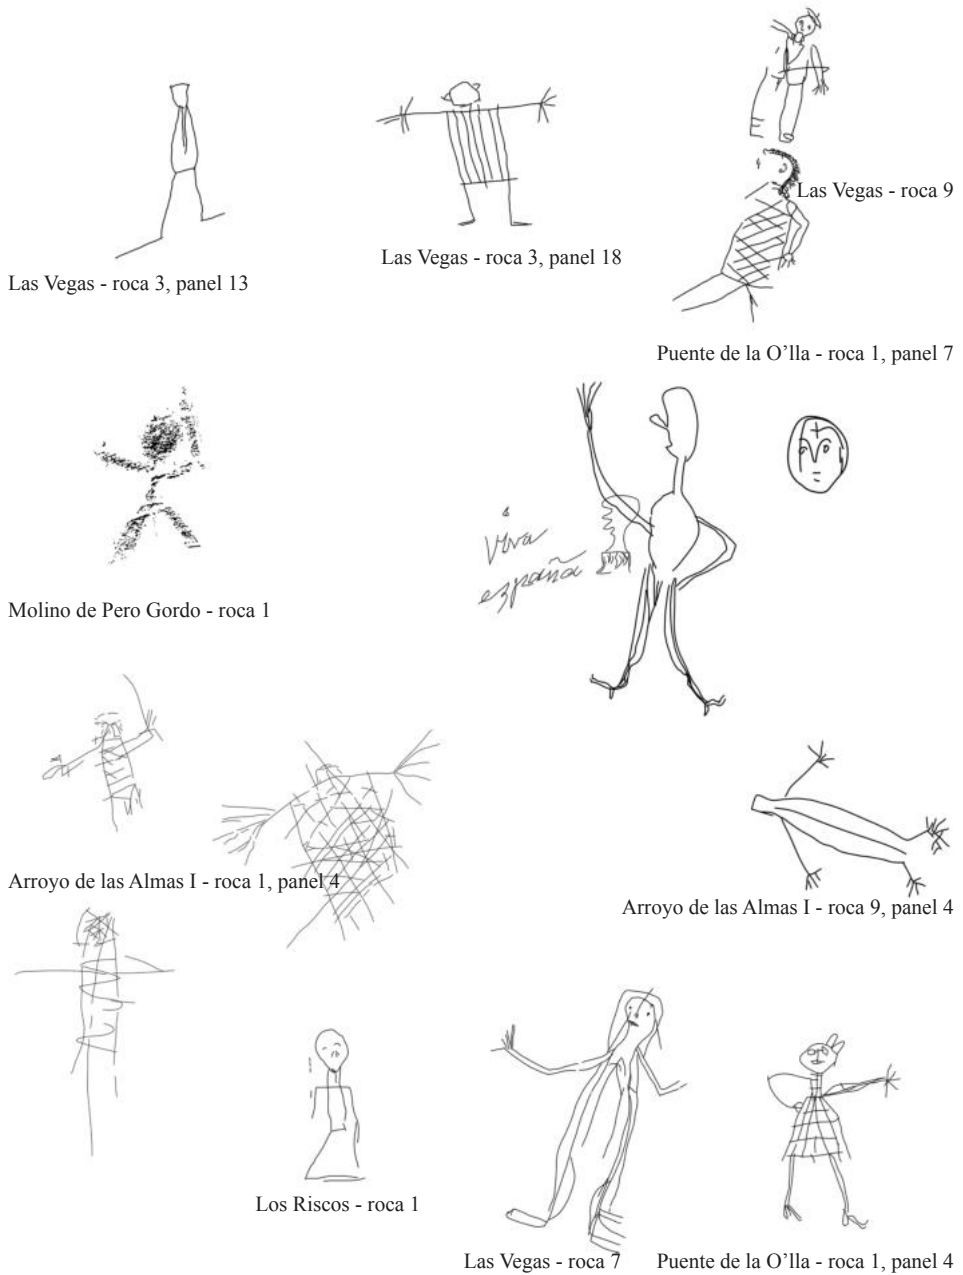 Las Vegas - roca 9
Las Vegas - roca 3, panel 18
Las Vegas - roca 3, panel 13
Puente de la O'lla - roca 1, panel 7
viva
ezpaña
Molino de Pero Gordo - roca 1
Arroyo de las Almas I - roca 1, panel 4
Arroyo de las Almas I - roca 9, panel 4
Los Riscos - roca 1
Las Vegas - roca 7
Puente de la O'lla - roca 1, panel 4